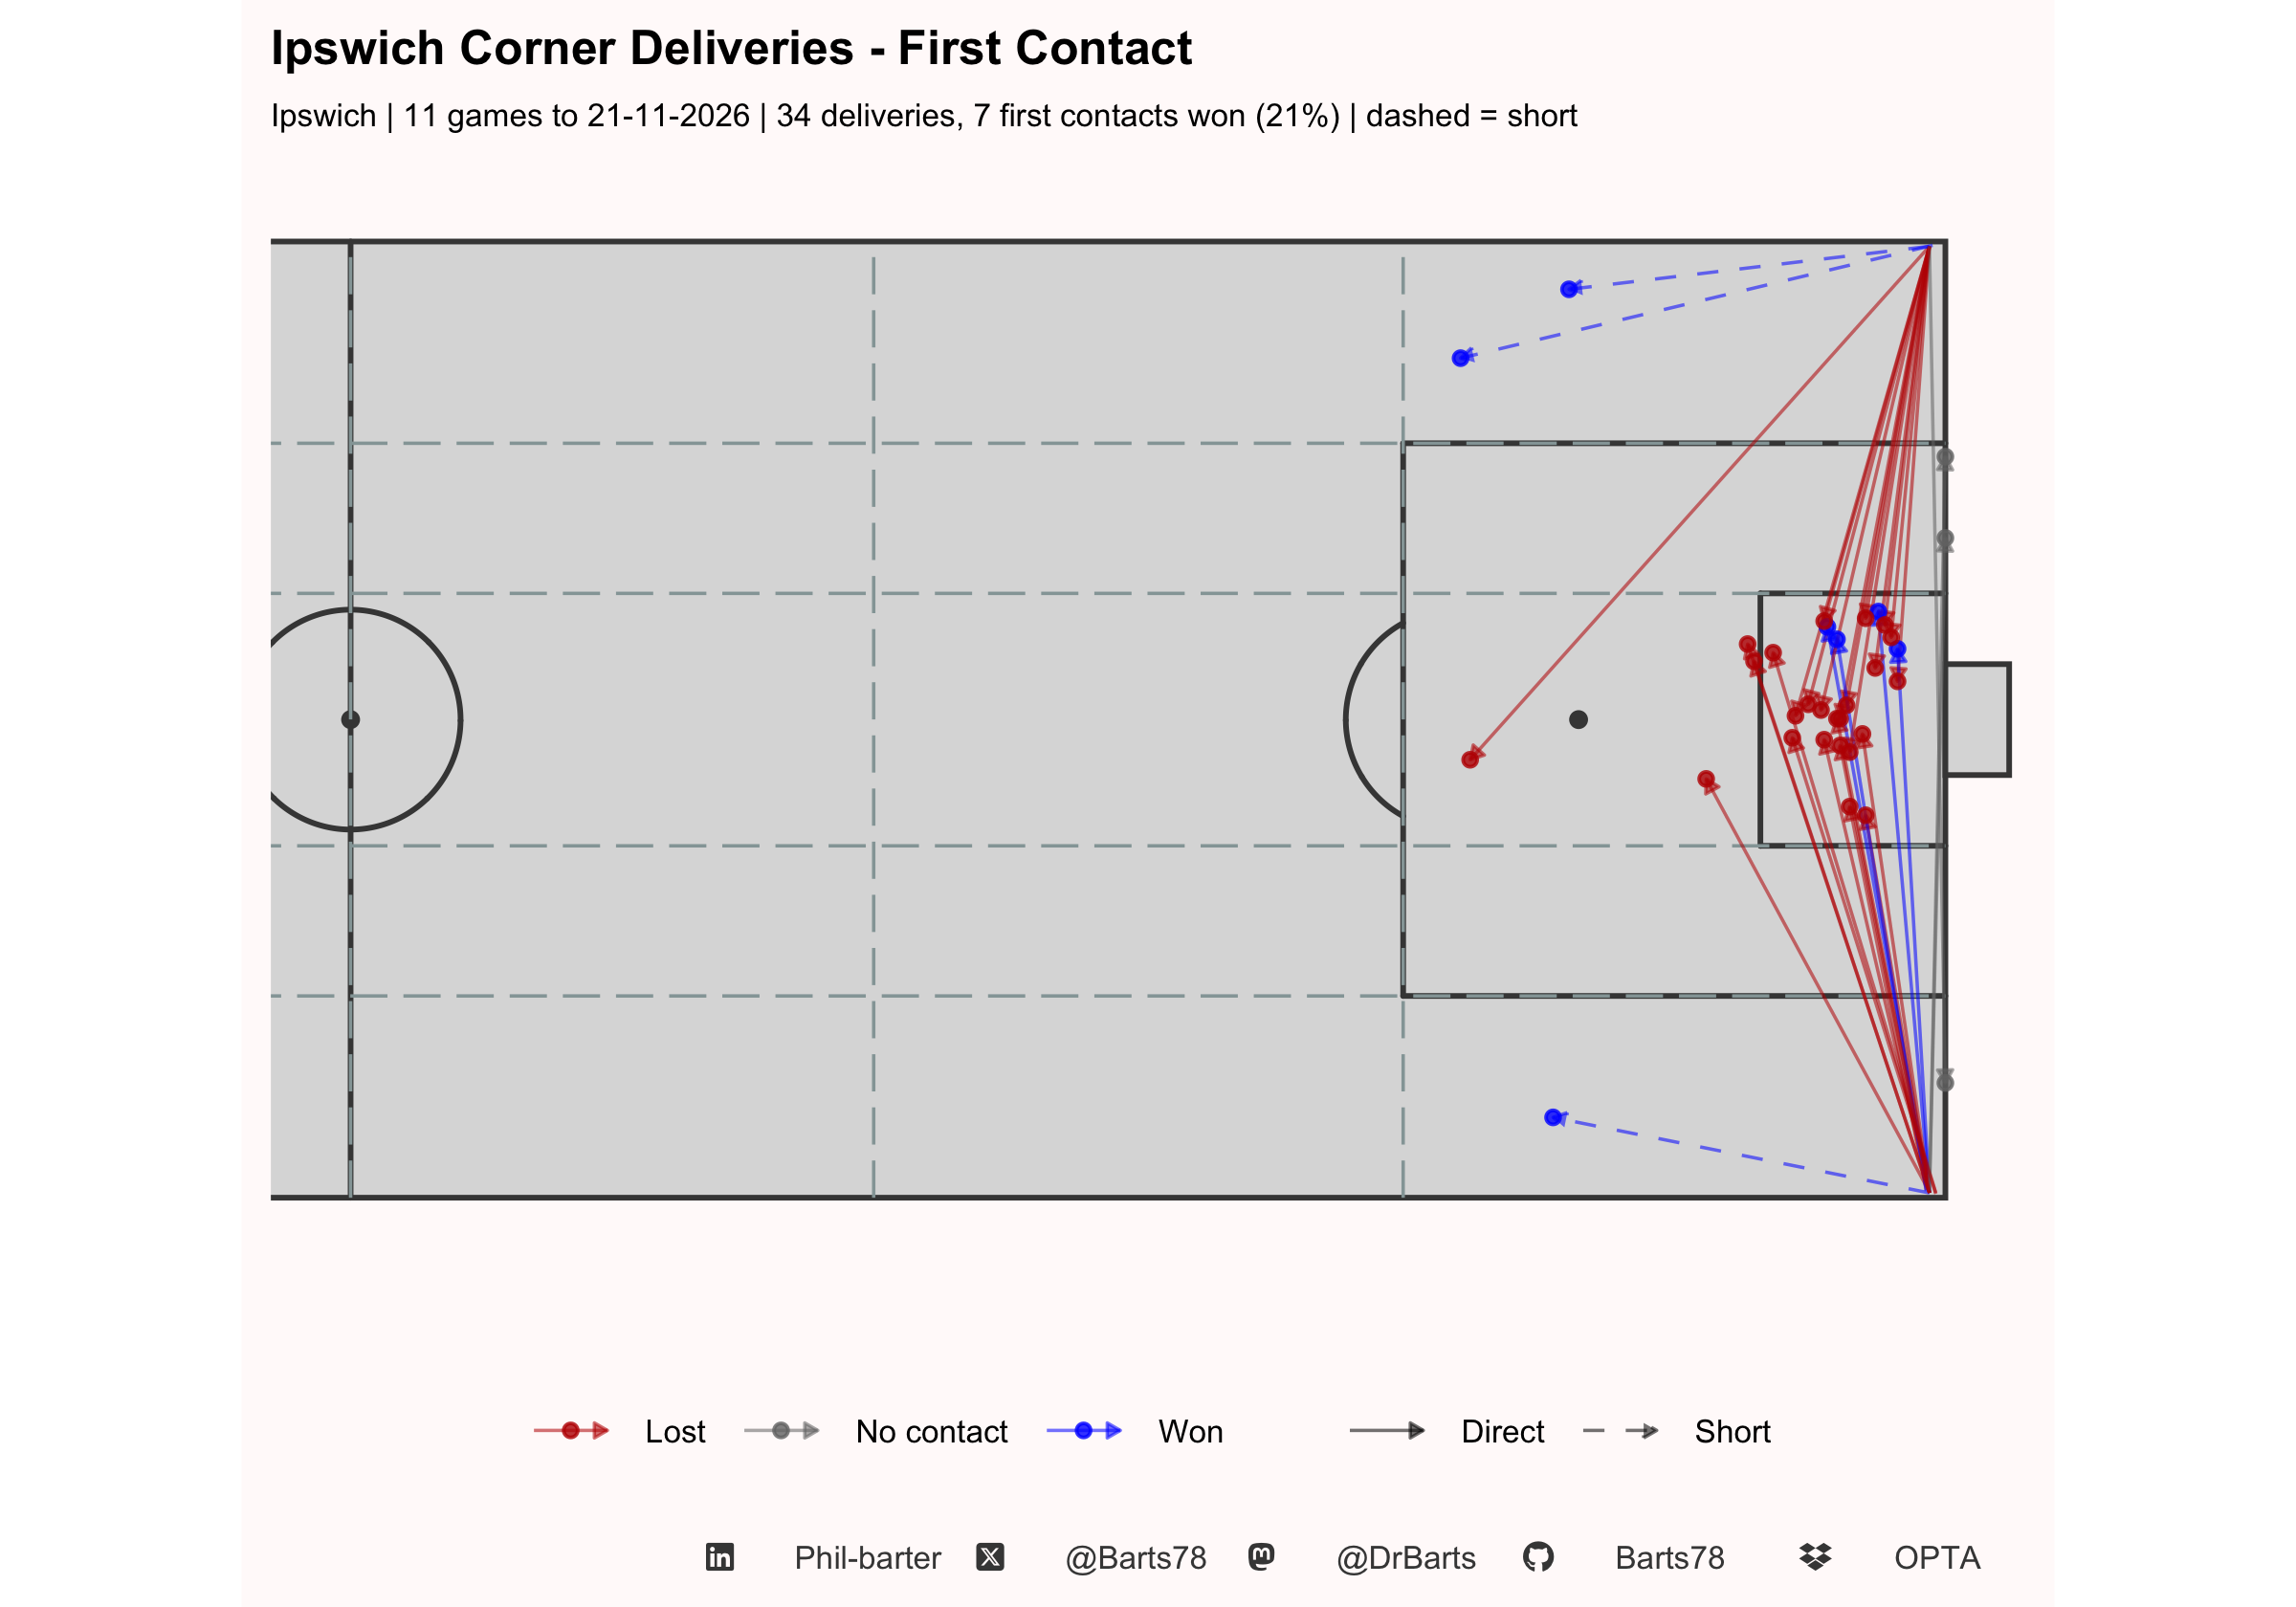 Ipswich Corner Deliveries - First Contact
Ipswich | 11 games to 21-11-2026 | 34 deliveries, 7 first contacts won (21%) | dashed = short
Lost No contact Won Direct Short
Phil-barter @Barts78 @DrBarts Barts78 OPTA